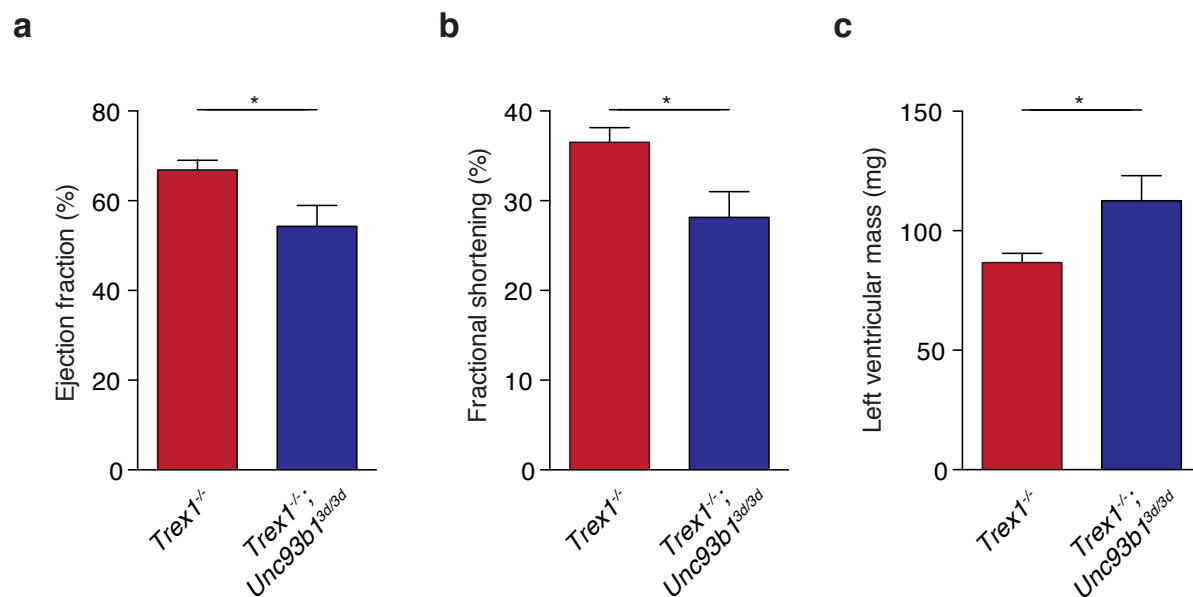 a
b
c
*
*
*
80
60
40
20
0
Ejection fraction (%)
Trex1-/-
Trex1-/-;
Unc93b13d/3d
40
30
20
10
0
Fractional shortening (%)
Trex1-/-
Trex1-/-;
Unc93b13d/3d
150
100
50
0
Left ventricular mass (mg)
Trex1-/-
Trex1-/-;
Unc93b13d/3d